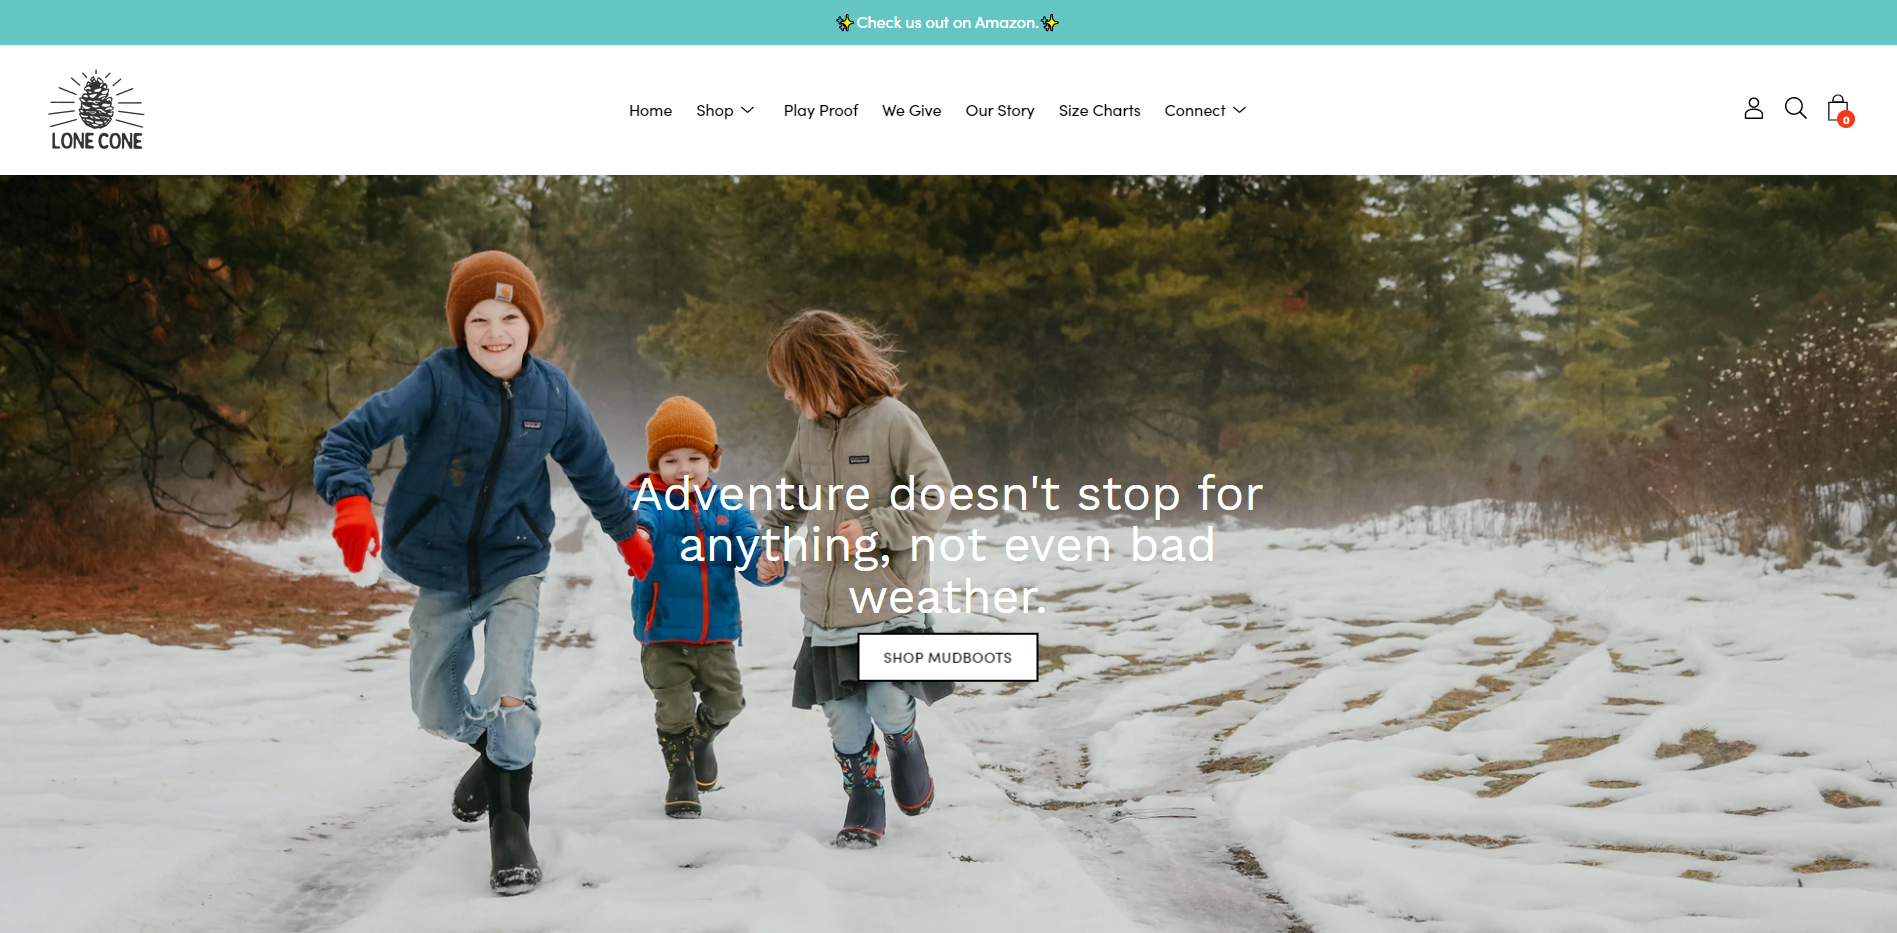 ✨Check us out on Amazon.✨
LONE CONE
Home Shop Play Proof We Give Our Story Size Charts Connect
0
Adventure doesn't stop for
anything, not even bad
weather.
SHOP MUDBOOTS